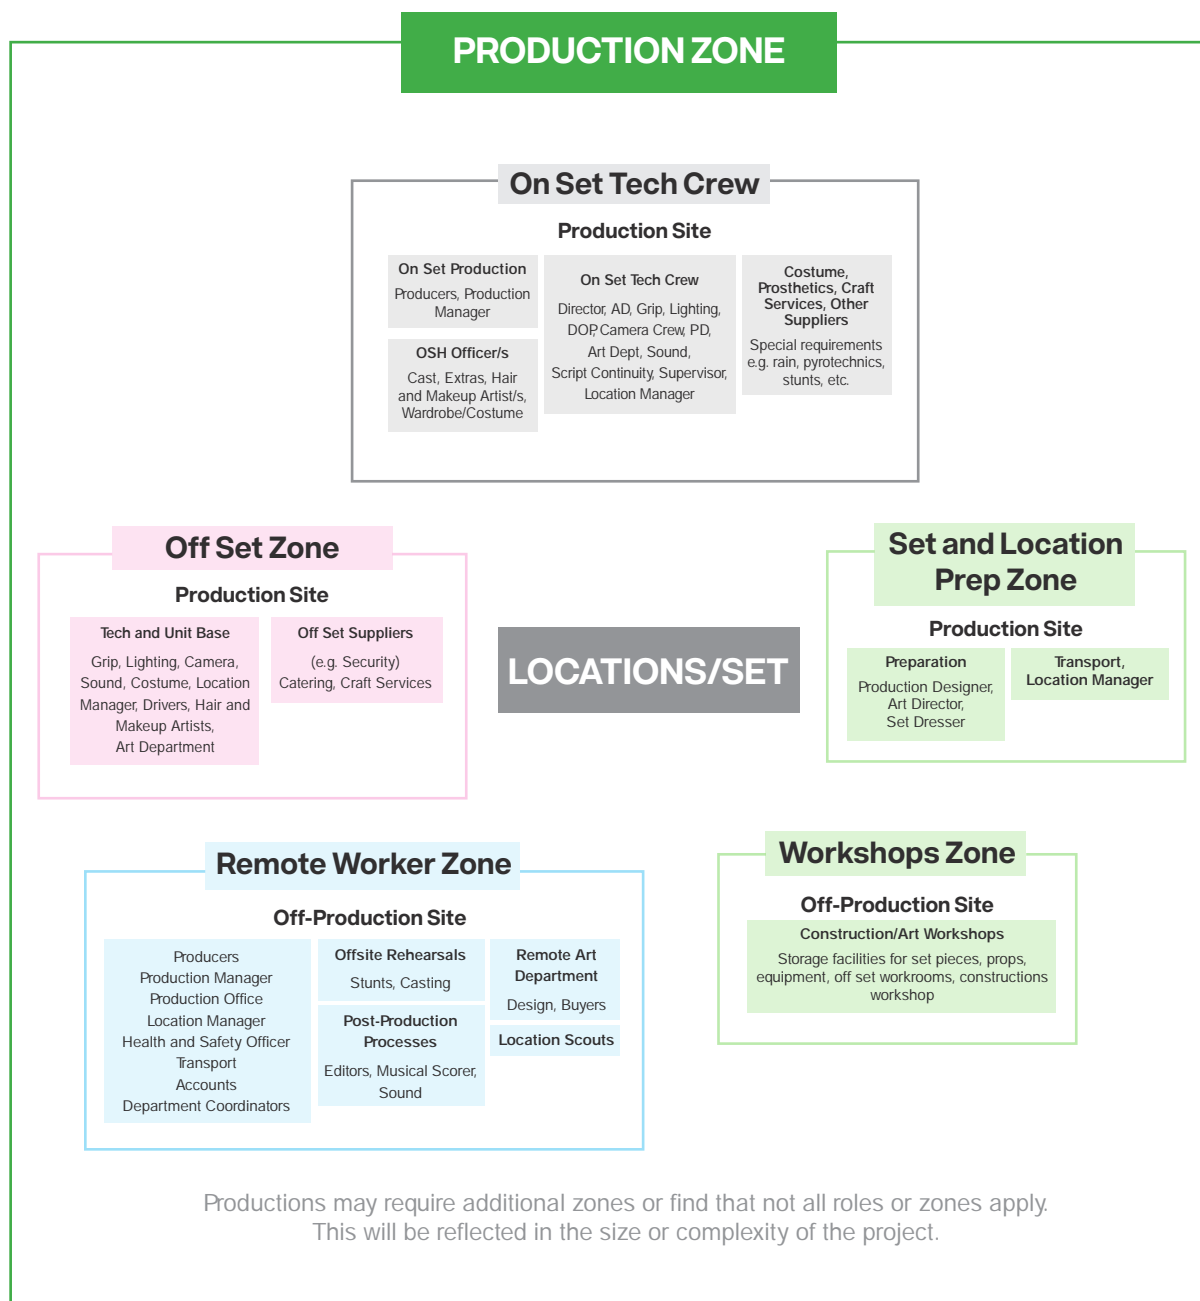 PRODUCTION ZONE
On Set Tech Crew
Production Site
On Set Production
Producers, Production
Manager
OSH Officer/s
Cast, Extras, Hair
and Makeup Artist/s,
Wardrobe/Costume
On Set Tech Crew
Director, AD, Grip, Lighting,
DOP, Camera Crew, PD,
Art Dept, Sound,
Script Continuity, Supervisor,
Location Manager
Costume,
Prosthetics, Craft
Services, Other
Suppliers
Special requirements
e.g. rain, pyrotechnics,
stunts, etc.
Off Set Zone
Production Site
Tech and Unit Base
Grip, Lighting, Camera,
Sound, Costume, Location
Manager, Drivers, Hair and
Makeup Artists,
Art Department
Off Set Suppliers
(e.g. Security)
Catering, Craft Services
LOCATIONS/SET
Set and Location
Prep Zone
Production Site
Preparation
Production Designer,
Art Director,
Set Dresser
Transport,
Location Manager
Remote Worker Zone
Off-Production Site
Producers
Production Manager
Production Office
Location Manager
Health and Safety Officer
Transport
Accounts
Department Coordinators
Offsite Rehearsals
Stunts, Casting
Post-Production
Processes
Editors, Musical Scorer,
Sound
Remote Art
Department
Design, Buyers
Location Scouts
Workshops Zone
Off-Production Site
Construction/Art Workshops
Storage facilities for set pieces, props,
equipment, off set workrooms, constructions
workshop
Productions may require additional zones or find that not all roles or zones apply.
This will be reflected in the size or complexity of the project.